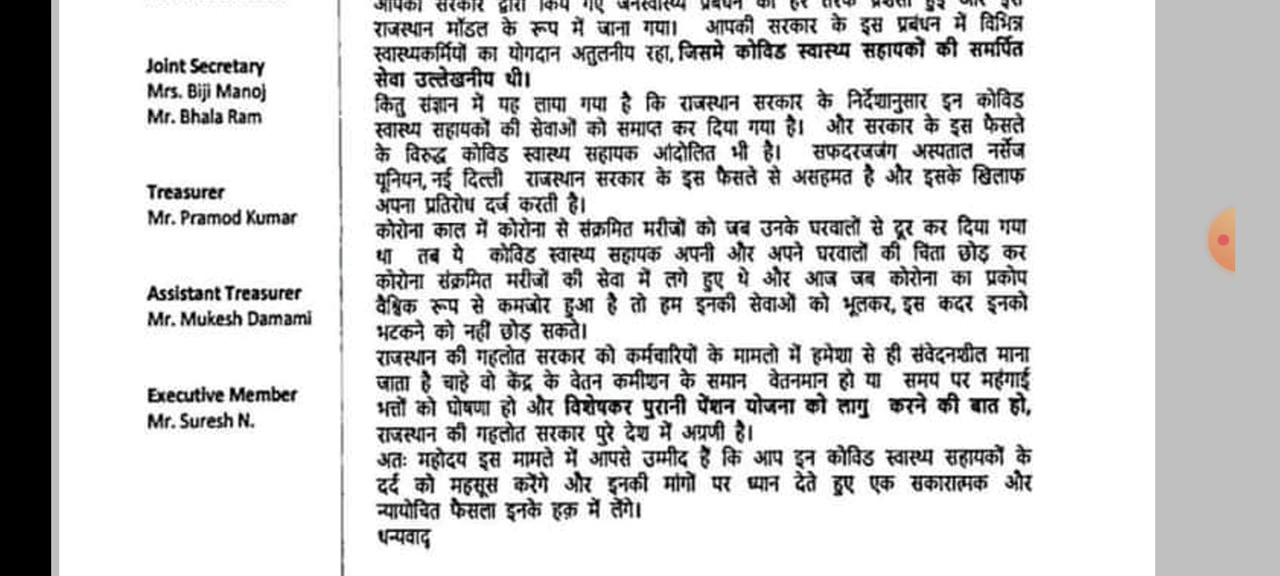 Joint Secretary
Mrs. Biji Manoj
Mr. Bhala Ram
Treasurer
Mr. Pramod Kumar
Assistant Treasurer
Mr. Mukesh Damami
Executive Member
Mr. Suresh N.
आपकी सरकार द्वारा किये गए जनस्वास्थ्य प्रबंधन की हर तरफ प्रशंसा हुई और इसे
राजस्थान मॉडल के रूप में जाना गया। आपकी सरकार के इस प्रबंधन में विभिन्न
स्वास्थ्यकर्मियों का योगदान अतुलनीय रहा, जिसमे कोविड स्वास्थ्य सहायकों की समर्पित
सेवा उल्लेखनीय थी।
किंतु संज्ञान में यह लाया गया है कि राजस्थान सरकार के निर्देशानुसार इन कोविड
स्वास्थ्य सहायकों की सेवाओं को समाप्त कर दिया गया है। और सरकार के इस फैसले
के विरुद्ध कोविड स्वास्थ्य सहायक आंदोलित भी है। सफदरजजंग अस्पताल नर्सेज
यूनियन, नई दिल्ली राजस्थान सरकार के इस फैसले से असहमत है और इसके खिलाफ
अपना प्रतिरोध दर्ज करती है।
कोरोना काल में कोरोना से संक्रमित मरीजों को जब उनके घरवालों से दूर कर दिया गया
था तब ये कोविड स्वास्थ्य सहायक अपनी और अपने घरवालों की चिंता छोड़ कर
कोरोना संक्रमित मरीजों की सेवा में लगे हुए थे और आज जब कोरोना का प्रकोप
वैश्विक रूप से कमजोर हुआ है तो हम इनकी सेवाओं को भूलकर, इस कदर इनको
भटकने को नहीं छोड़ सकते।
राजस्थान की गहलोत सरकार को कर्मचारियों के मामलो में हमेशा से ही संवेदनशील माना
जाता है चाहे वो केंद्र के वेतन कमीशन के समान वेतनमान हो या समय पर महंगाई
भत्तों को घोषणा हो और विशेषकर पुरानी पेंशन योजना को लागु करने की बात हो,
राजस्थान की गहलोत सरकार पुरे देश में अग्रणी है।
अतः महोदय इस मामले में आपसे उम्मीद हैं कि आप इन कोविड स्वास्थ्य सहायकों के
दर्द को महसूस करेंगे और इनकी मांगों पर ध्यान देते हुए एक सकारात्मक और
न्यायोचित फैसला इनके हक़ में लेंगे।
धन्यवाद्